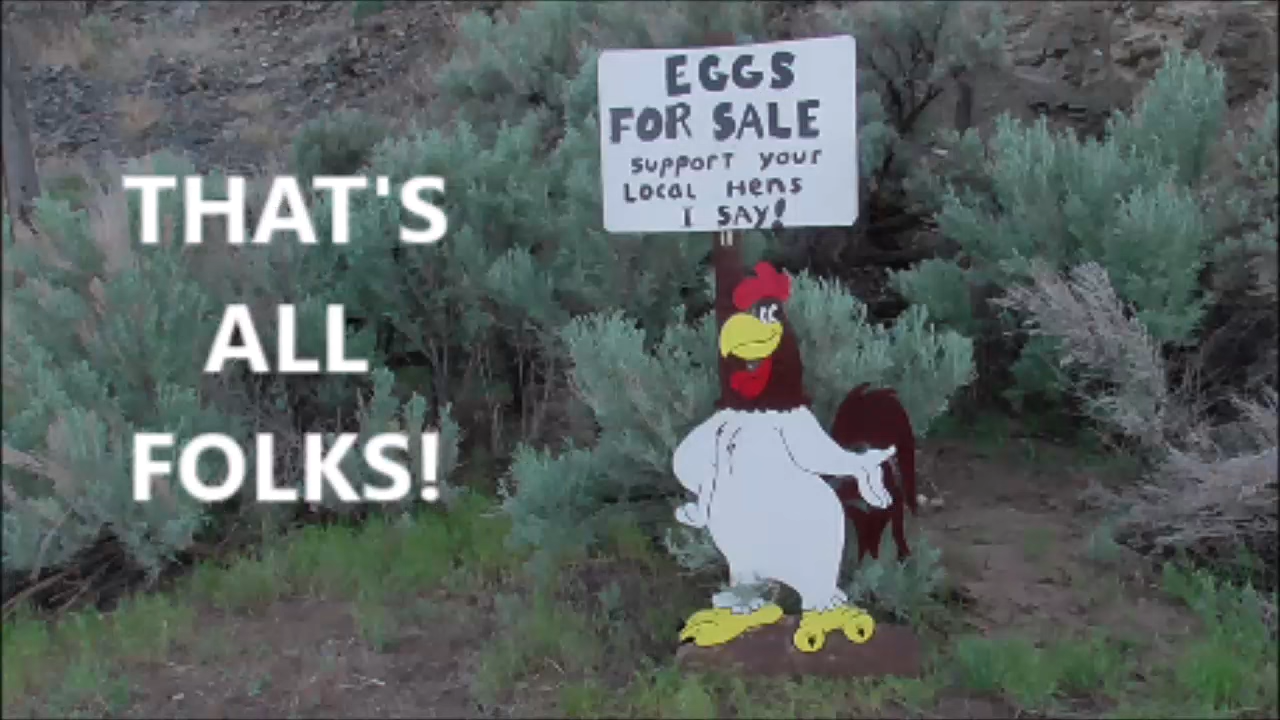 THAT'S
ALL
FOLKS!
EGGS
FOR SALE
SUPPORT your
LOCAL Hens
I SAY!